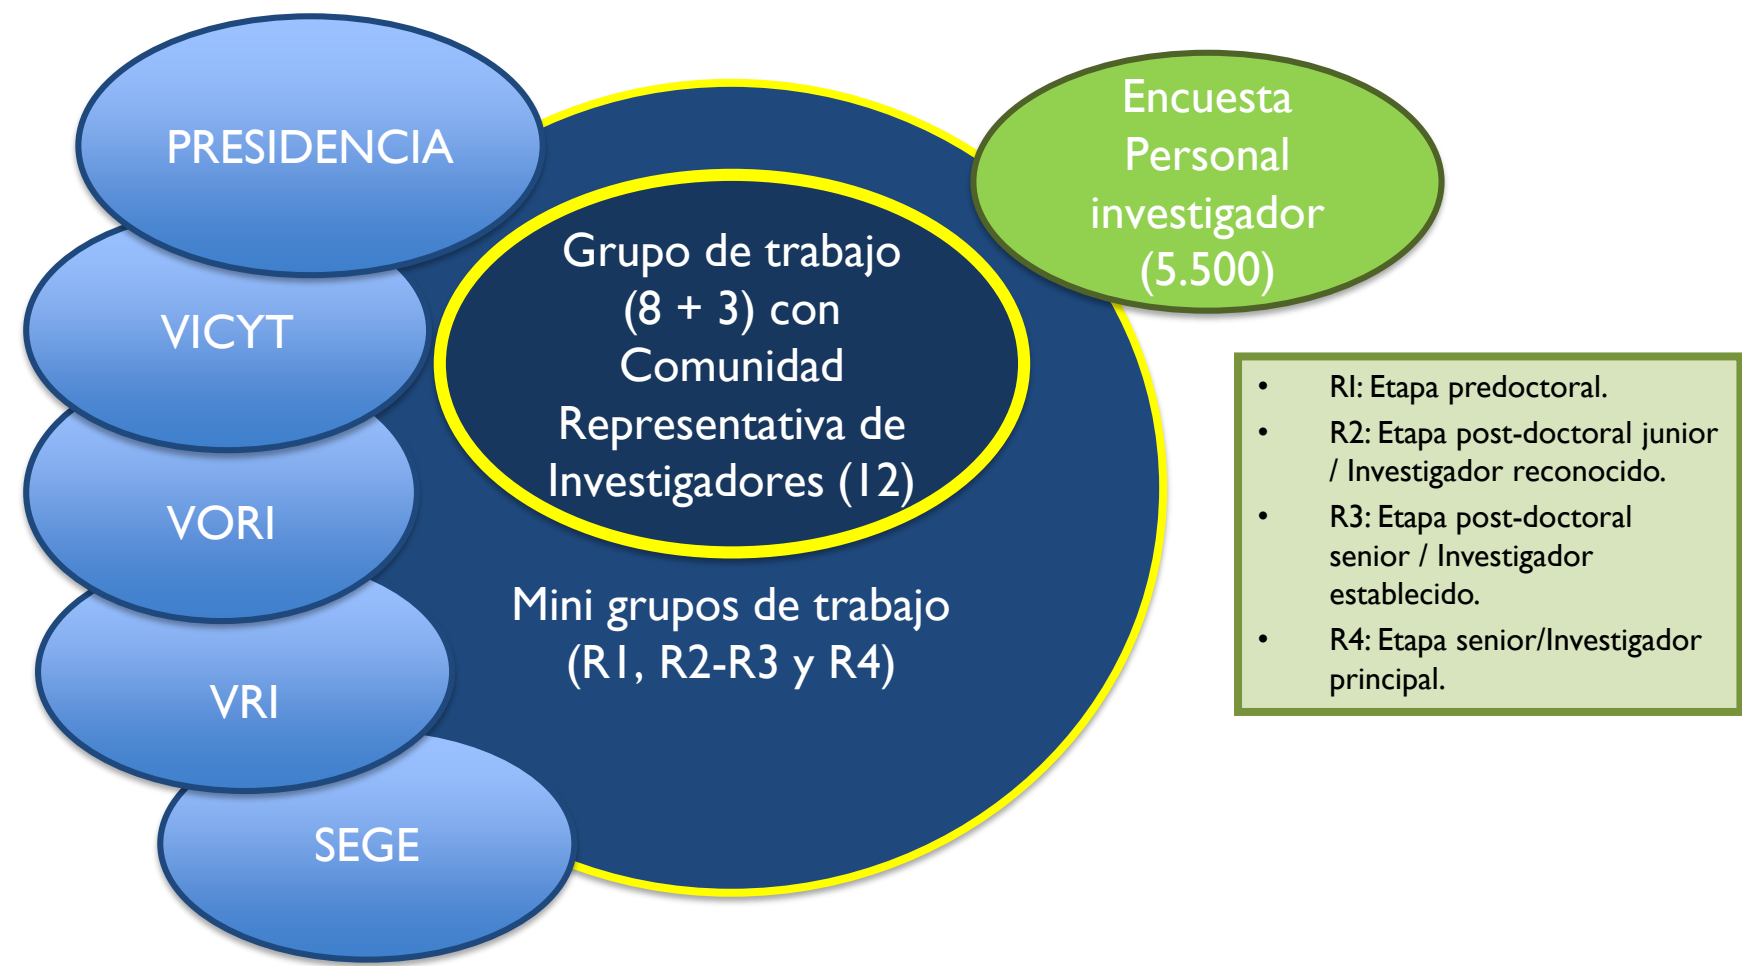 PRESIDENCIA
VICYT
VORI
VRI
SEGE
Grupo de trabajo
(8 + 3) con
Comunidad
Representativa de
Investigadores (12)
Mini grupos de trabajo
(R1, R2-R3 y R4)
Encuesta
Personal
investigador
(5.500)
• R1: Etapa predoctoral.
• R2: Etapa post-doctoral junior
/ Investigador reconocido.
• R3: Etapa post-doctoral
senior / Investigador
establecido.
• R4: Etapa senior/Investigador
principal.